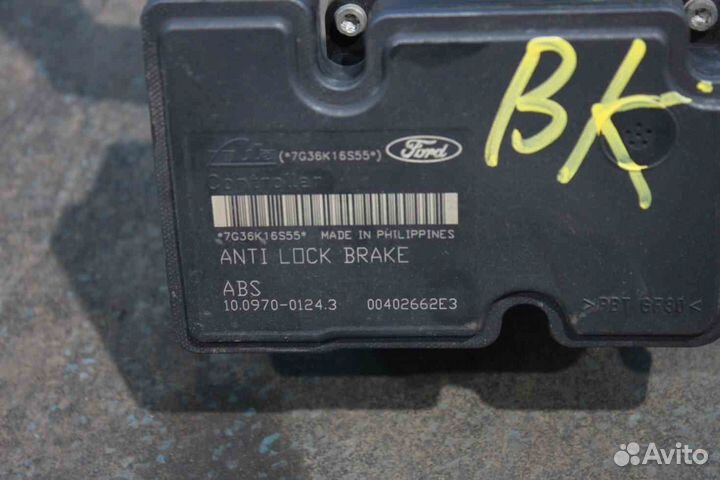 BK
Ate (*7G36K16S55*) Ford
Controller
*7G36K16S55* MADE IN PHILIPPINES
ANTI LOCK BRAKE
ABS
10.0970-0124.3 00402662E3
>PBT GF30<
Avito